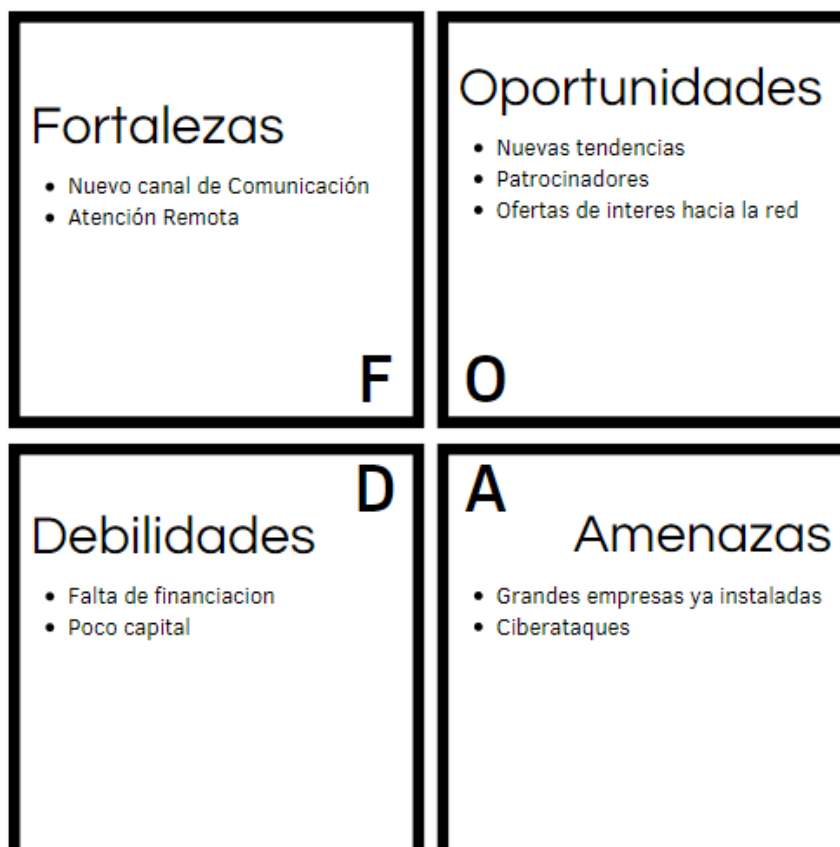 Fortalezas
• Nuevo canal de Comunicación
• Atención Remota
F
Oportunidades
• Nuevas tendencias
• Patrocinadores
• Ofertas de interes hacia la red
O
D
Debilidades
• Falta de financiacion
• Poco capital
A
Amenazas
• Grandes empresas ya instaladas
• Ciberataques